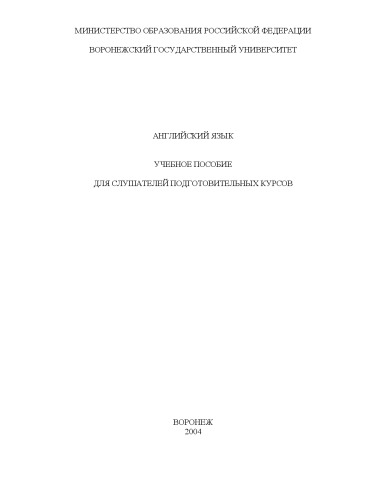 МИНИСТЕРСТВО ОБРАЗОВАНИЯ РОССИЙСКОЙ ФЕДЕРАЦИИ
ВОРОНЕЖСКИЙ ГОСУДАРСТВЕННЫЙ УНИВЕРСИТЕТ
АНГЛИЙСКИЙ ЯЗЫК
УЧЕБНОЕ ПОСОБИЕ
ДЛЯ СЛУШАТЕЛЕЙ ПОДГОТОВИТЕЛЬНЫХ КУРСОВ
ВОРОНЕЖ
2004